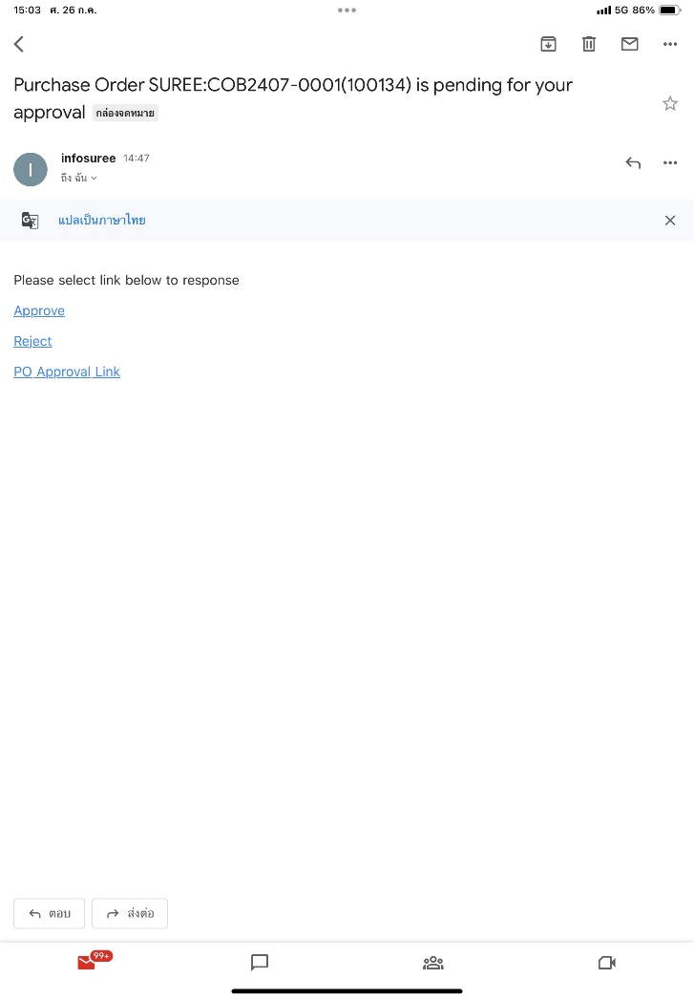 15:03 ศ. 26 ก.ค.
5G 86%
Purchase Order SUREE:COB2407-0001(100134) is pending for your
approval กล่องจดหมาย
I
infosuree 14:47
ถึง ฉัน
G
แปลเป็นภาษาไทย
Please select link below to response
Approve
Reject
PO Approval Link
ตอบ
ส่งต่อ
99+